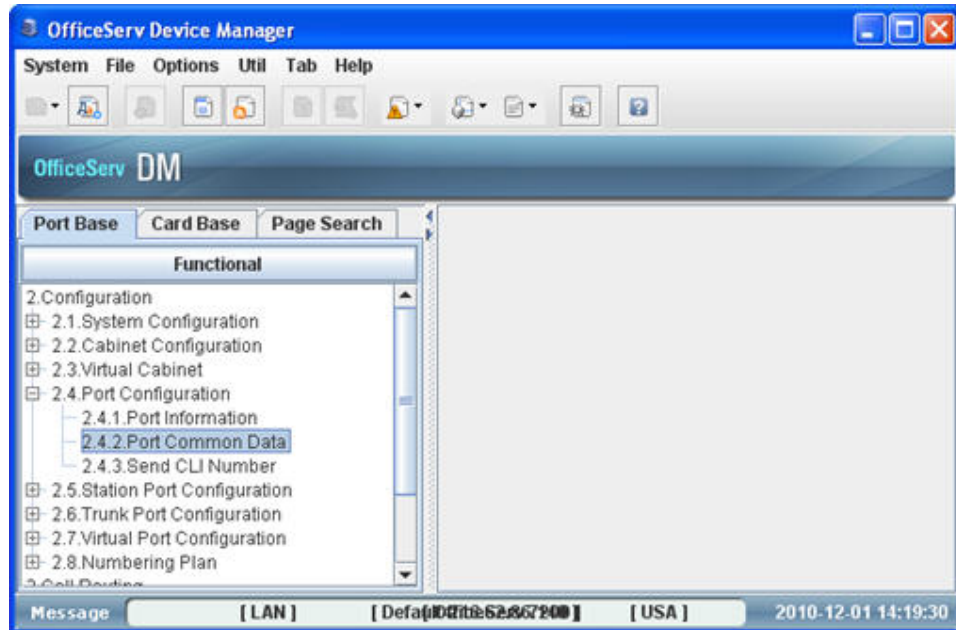 OfficeServ Device Manager
System File Options Util Tab Help
OfficeServ DM
Port Base Card Base Page Search
Functional
2.Configuration
2.1.System Configuration
2.2.Cabinet Configuration
2.3.Virtual Cabinet
2.4.Port Configuration
2.4.1.Port Information
2.4.2.Port Common Data
2.4.3.Send CLI Number
2.5.Station Port Configuration
2.6.Trunk Port Configuration
2.7.Virtual Port Configuration
2.8.Numbering Plan
Message [ LAN ] [ USA ] 2010-12-01 14:19:30